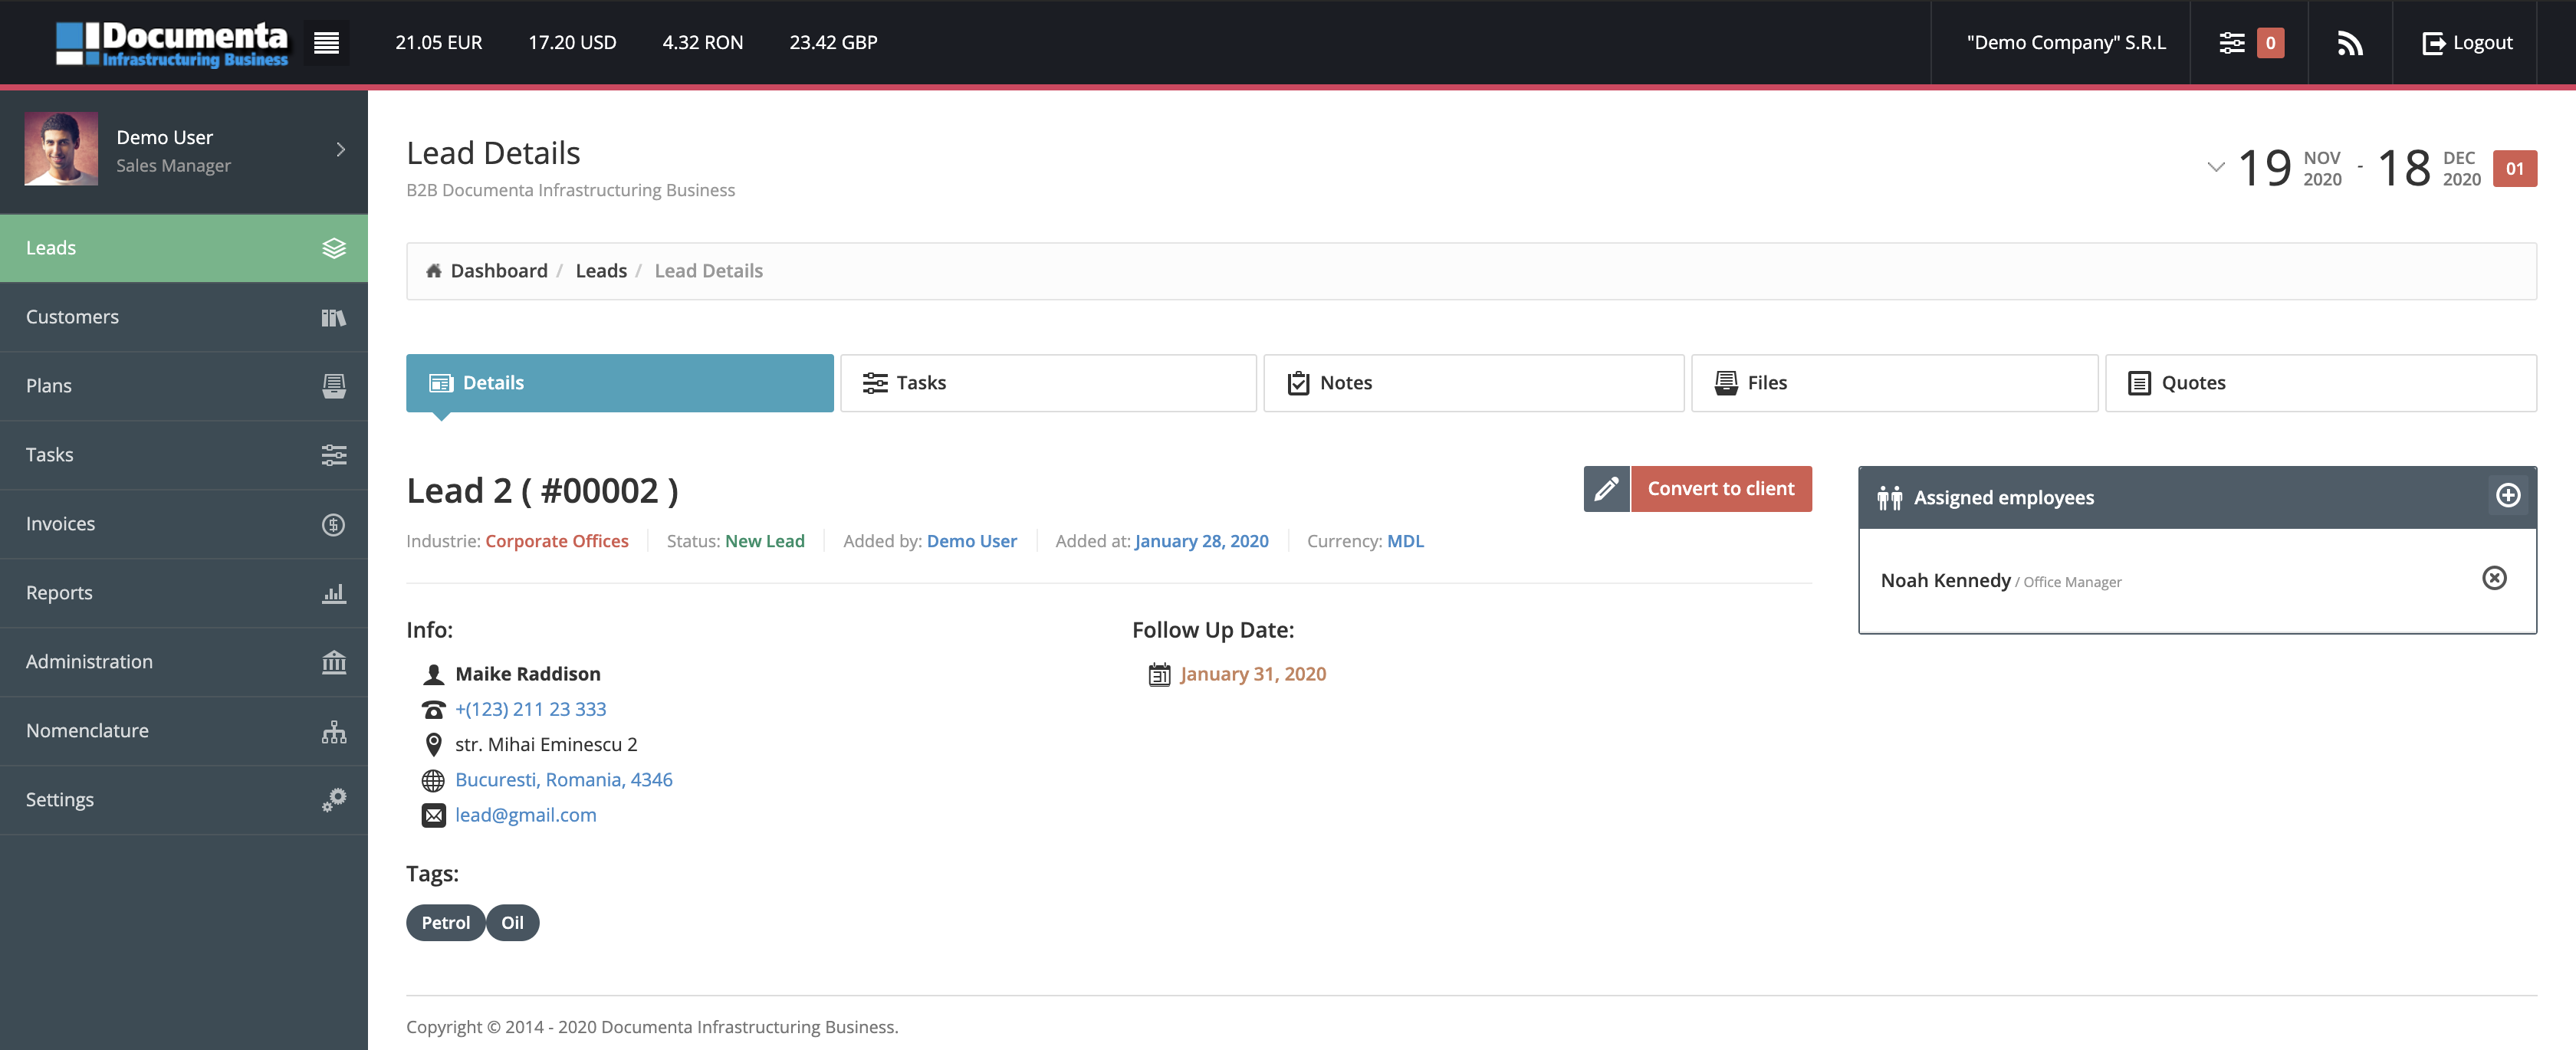 Documenta
Infrastructuring Business
21.05 EUR 17.20 USD 4.32 RON 23.42 GBP
"Demo Company" S.R.L 0 Logout
Demo User
Sales Manager
Leads
Customers
Plans
Tasks
Invoices
Reports
Administration
Nomenclature
Settings
Lead Details
B2B Documenta Infrastructuring Business
19 NOV 2020 - 18 DEC 2020 01
Dashboard / Leads / Lead Details
Details Tasks Notes Files Quotes
Lead 2 ( #00002 )
Convert to client
Industrie: Corporate Offices Status: New Lead Added by: Demo User Added at: January 28, 2020 Currency: MDL
Info:
Maike Raddison
+(123) 211 23 333
str. Mihai Eminescu 2
Bucuresti, Romania, 4346
lead@gmail.com
Follow Up Date:
31 January 31, 2020
Tags:
Petrol Oil
Assigned employees
Noah Kennedy / Office Manager
Copyright © 2014 - 2020 Documenta Infrastructuring Business.